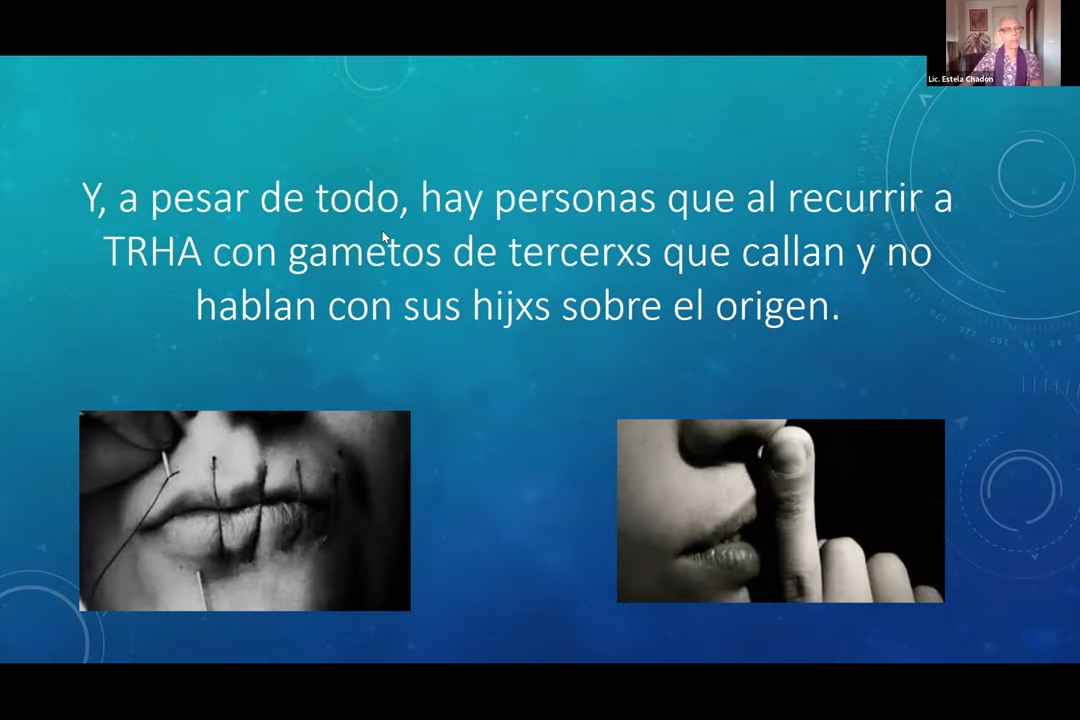 Lic. Estela Chadon
Y, a pesar de todo, hay personas que al recurrir a
TRHA con gametos de tercerxs que callan y no
hablan con sus hijxs sobre el origen.